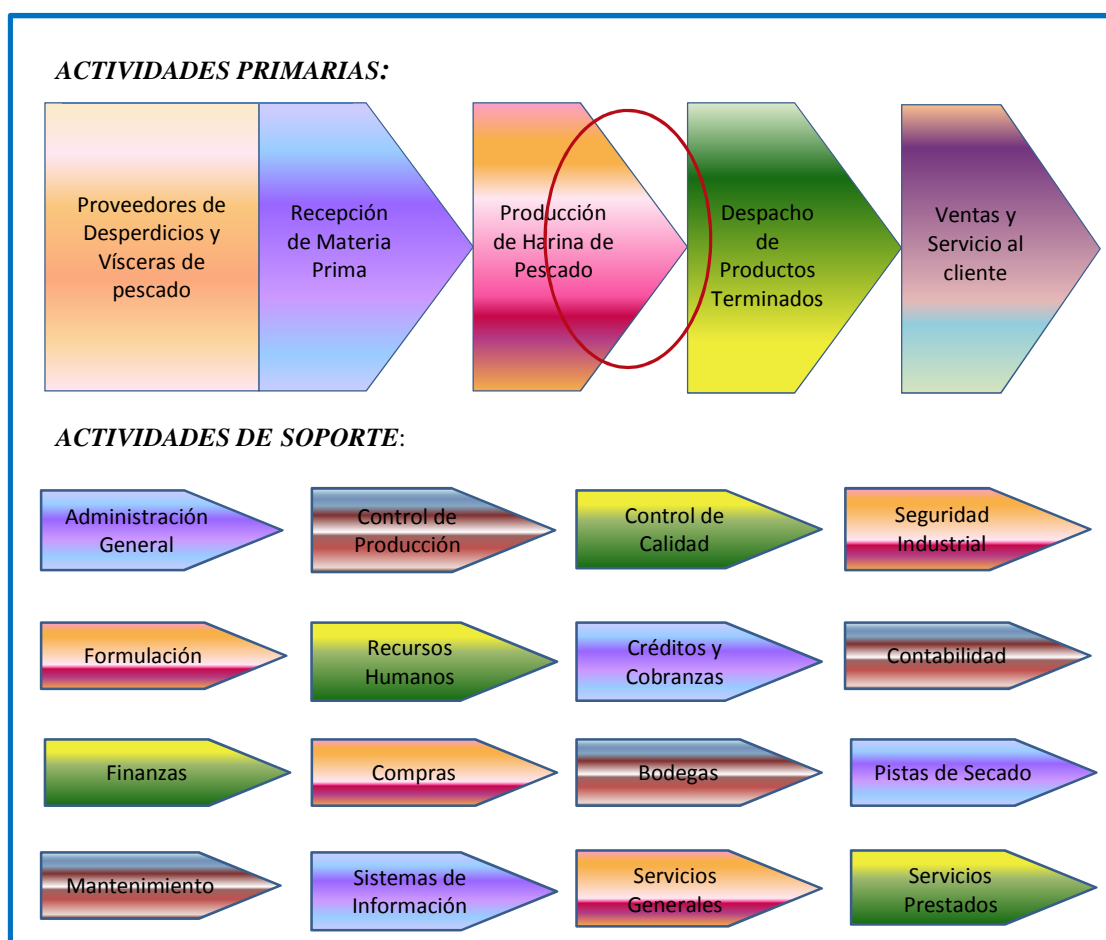 ACTIVIDADES PRIMARIAS:
Proveedores de
Desperdicios y
Vísceras de
pescado
Recepción
de Materia
Prima
Producción
de Harina de
Pescado
Despacho
de
Productos
Terminados
Ventas y
Servicio al
cliente
ACTIVIDADES DE SOPORTE:
Administración
General
Control de
Producción
Control de
Calidad
Seguridad
Industrial
Formulación
Recursos
Humanos
Créditos y
Cobranzas
Contabilidad
Finanzas
Compras
Bodegas
Pistas de Secado
Mantenimiento
Sistemas de
Información
Servicios
Generales
Servicios
Prestados